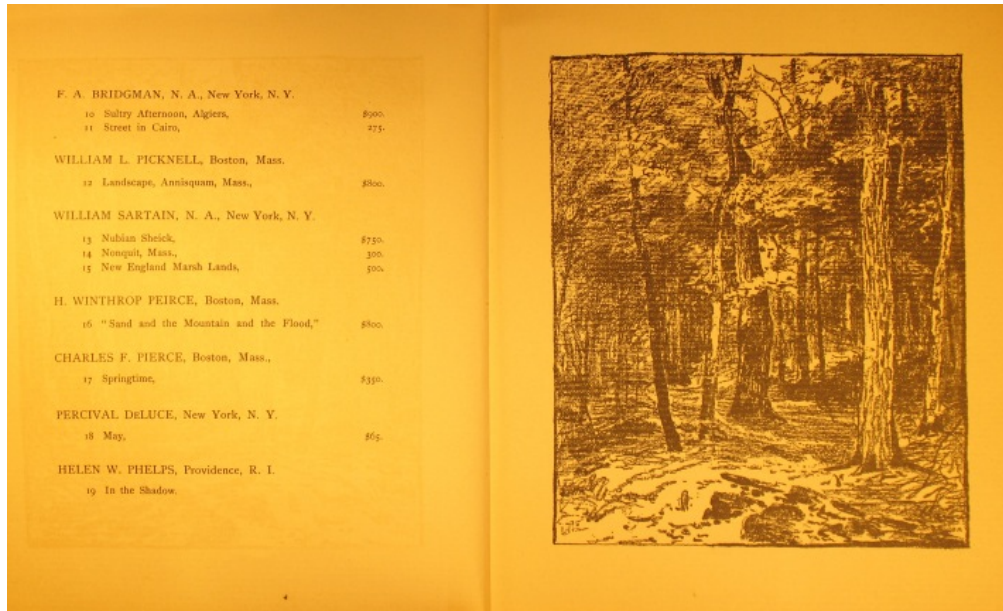 F. A. BRIDGMAN, N. A., New York, N. Y.
10 Sultry Afternoon, Algiers, $900.
11 Street in Cairo, 275.
WILLIAM L. PICKNELL, Boston, Mass.
12 Landscape, Annisquam, Mass., $800.
WILLIAM SARTAIN, N. A., New York, N. Y.
13 Nubian Sheick, $750.
14 Nonquit, Mass., 300.
15 New England Marsh Lands, 500.
H. WINTHROP PEIRCE, Boston, Mass.
16 "Sand and the Mountain and the Flood," $800.
CHARLES F. PIERCE, Boston, Mass.,
17 Springtime, $350.
PERCIVAL DELUCE, New York, N. Y.
18 May, $65.
HELEN W. PHELPS, Providence, R. I.
19 In the Shadow.
4